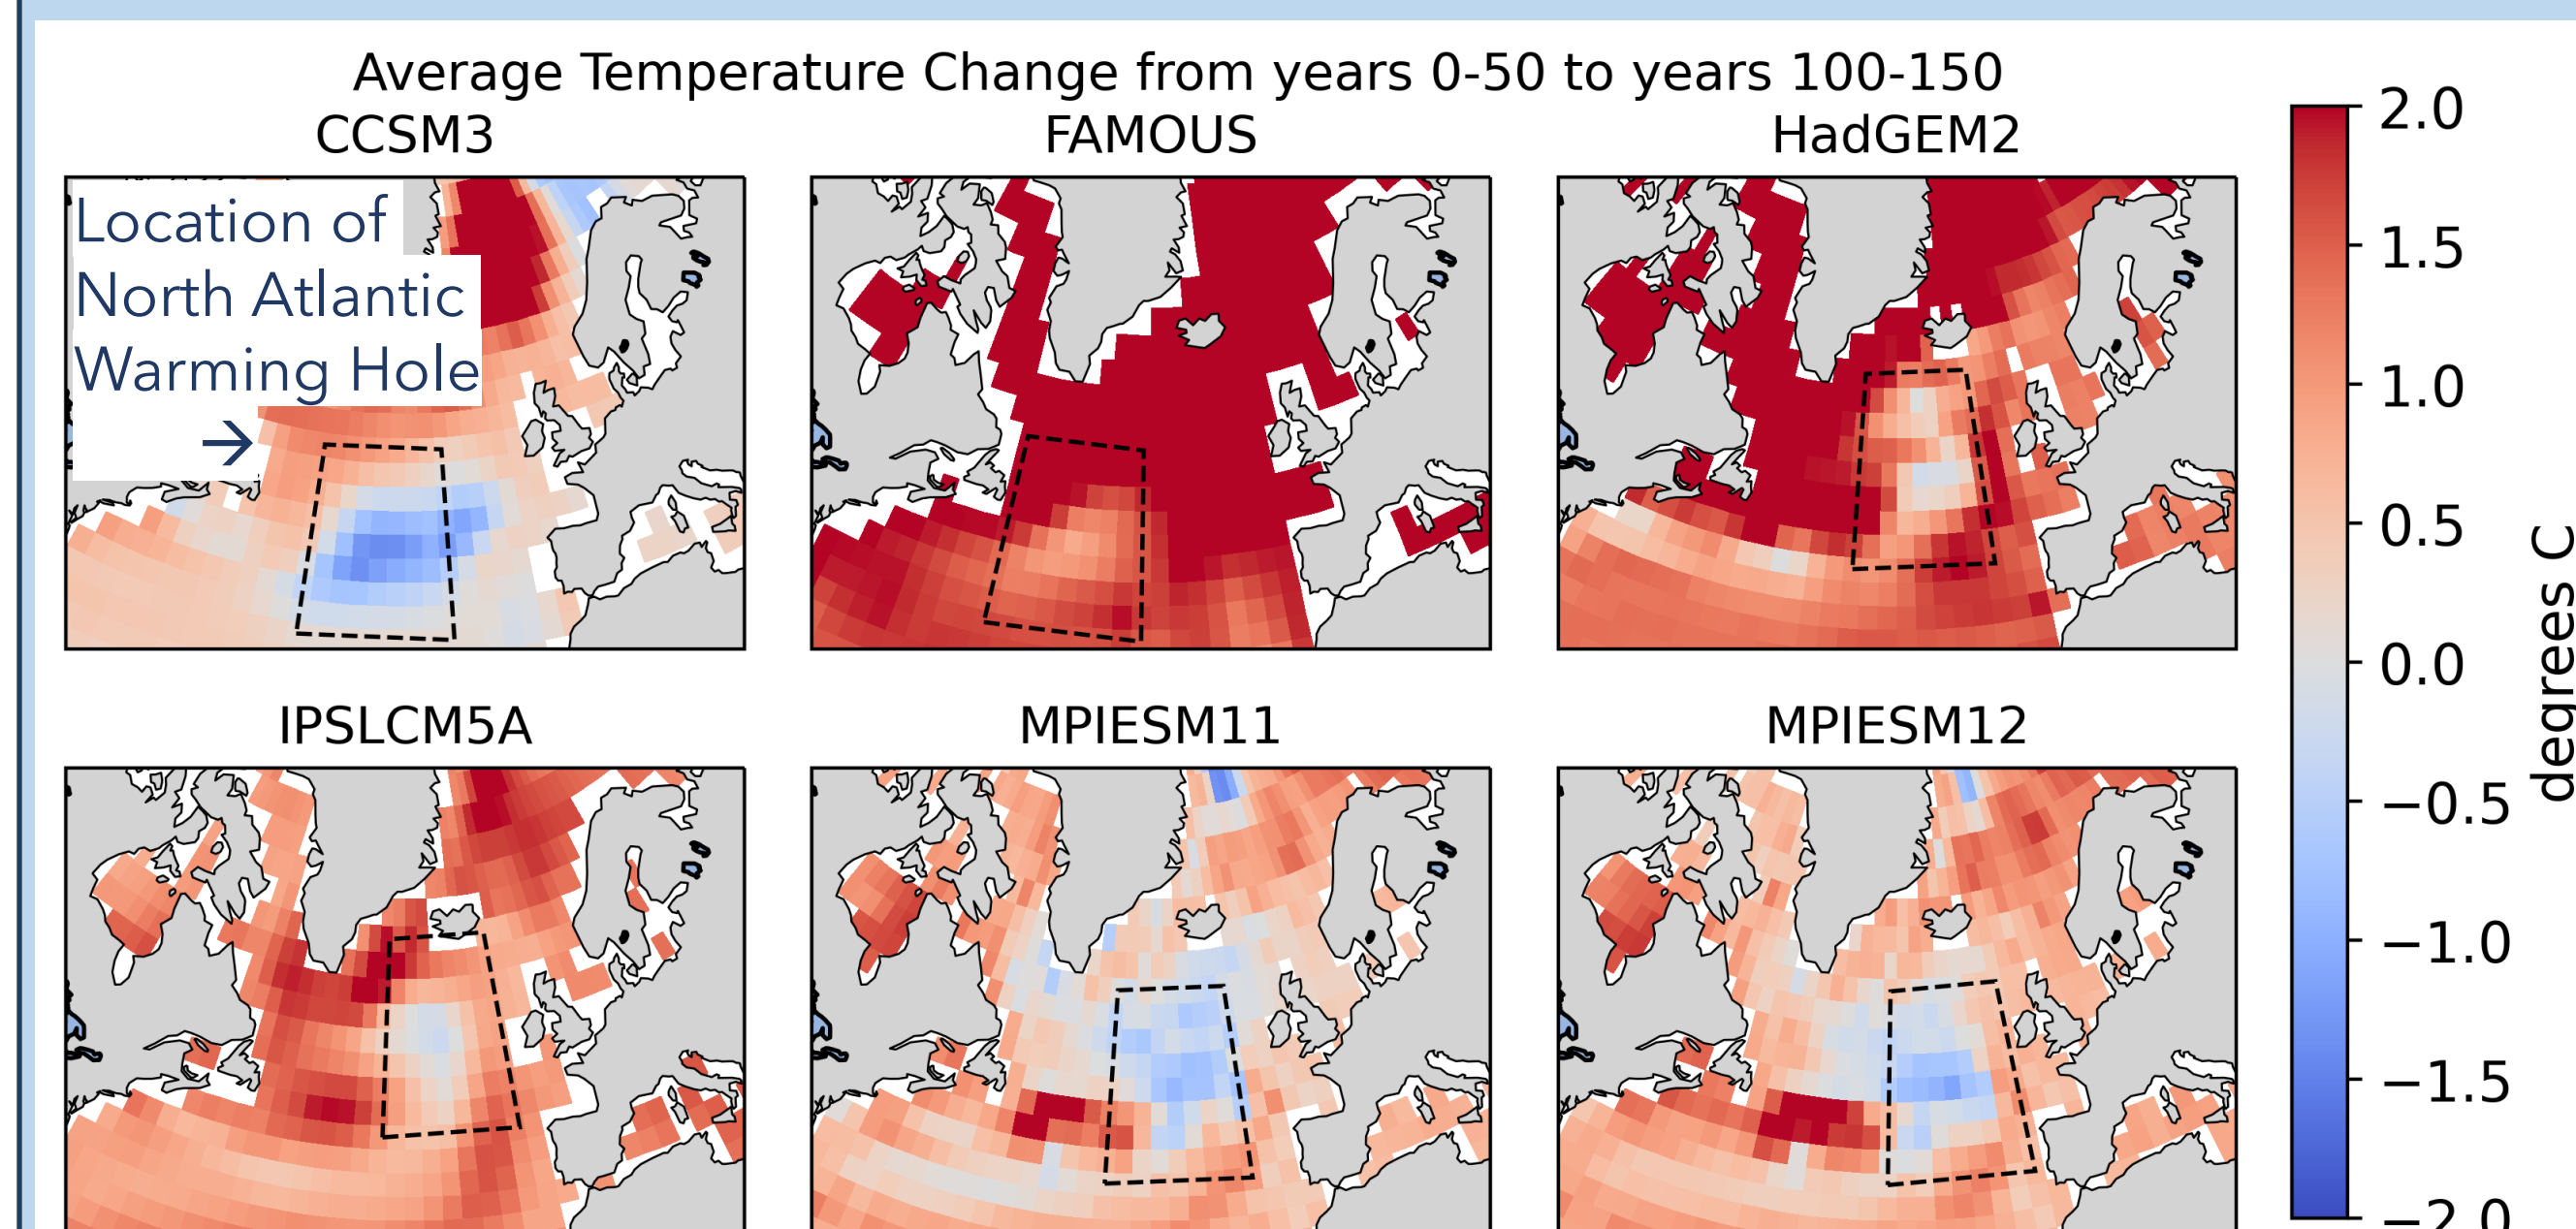 Average Temperature Change from years 0-50 to years 100-150
CCSM3
FAMOUS
HadGEM2
Location of
North Atlantic
Warming Hole
→
IPSLCM5A
MPIESM11
MPIESM12
2.0
1.5
1.0
0.5
0.0
−0.5
−1.0
−1.5
−2.0
degrees C